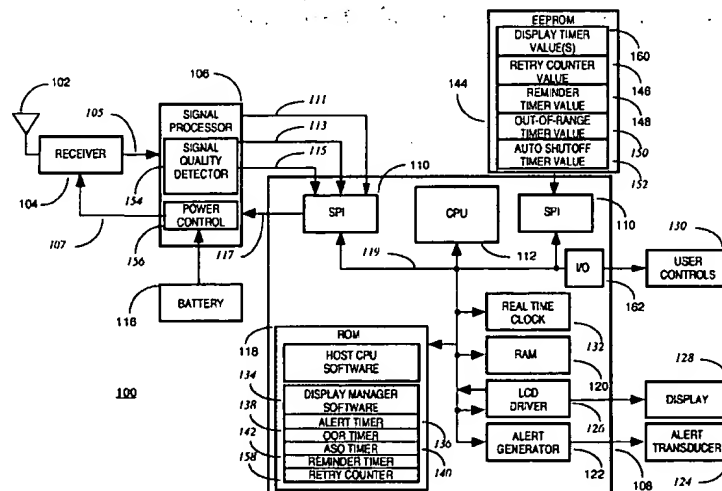 EEPROM
DISPLAY TIMER
VALUE(S)
RETRY COUNTER
VALUE
REMINDER
TIMER VALUE
OUT-OF-RANGE
TIMER VALUE
AUTO SHUTOFF
TIMER VALUE
160
146
148
150
152
144
102
106
105
SIGNAL
PROCESSOR
SIGNAL
QUALITY
DETECTOR
POWER
CONTROL
111
113
115
RECEIVER
104
154
107
156
117
110
SPI
CPU
112
SPI
110
119
130
I/O
USER
CONTROLS
162
BATTERY
116
118
ROM
HOST CPU
SOFTWARE
134
DISPLAY MANAGER
SOFTWARE
138
ALERT TIMER
OOR TIMER
136
142
ASO TIMER
140
REMINDER TIMER
158
RETRY COUNTER
REAL TIME
CLOCK
132
RAM
120
LCD
DRIVER
126
ALERT
GENERATOR
122
128
DISPLAY
ALERT
TRANSDUCER
108
124
100